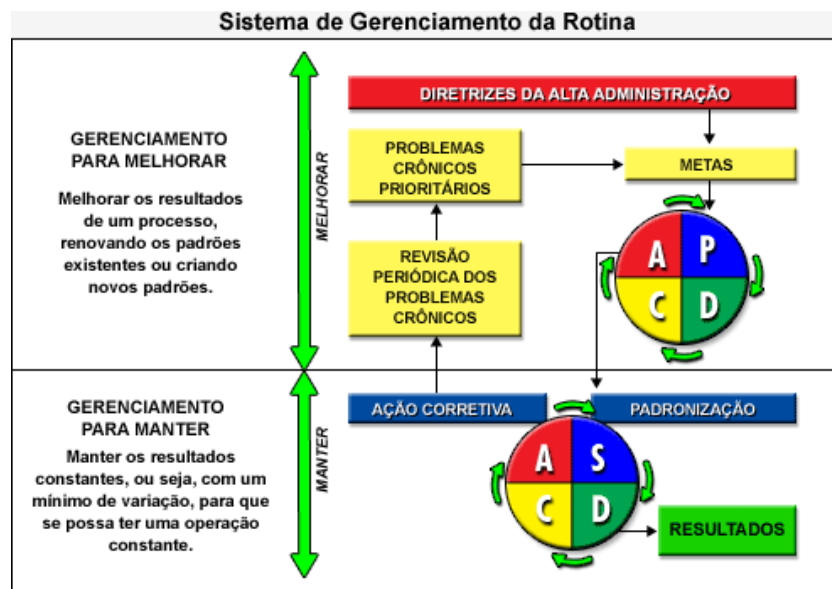 Sistema de Gerenciamento da Rotina
GERENCIAMENTO
PARA MELHORAR
Melhorar os resultados
de um processo,
renovando os padrões
existentes ou criando
novos padrões.
MELHORAR
DIRETRIZES DA ALTA ADMINISTRAÇÃO
PROBLEMAS
CRÔNICOS
PRIORITÁRIOS
METAS
REVISÃO
PERIÓDICA DOS
PROBLEMAS
CRÔNICOS
A P
C D
GERENCIAMENTO
PARA MANTER
Manter os resultados
constantes, ou seja, com um
mínimo de variação, para que
se possa ter uma operação
constante.
MANTER
AÇÃO CORRETIVA
PADRONIZAÇÃO
A S
C D
RESULTADOS